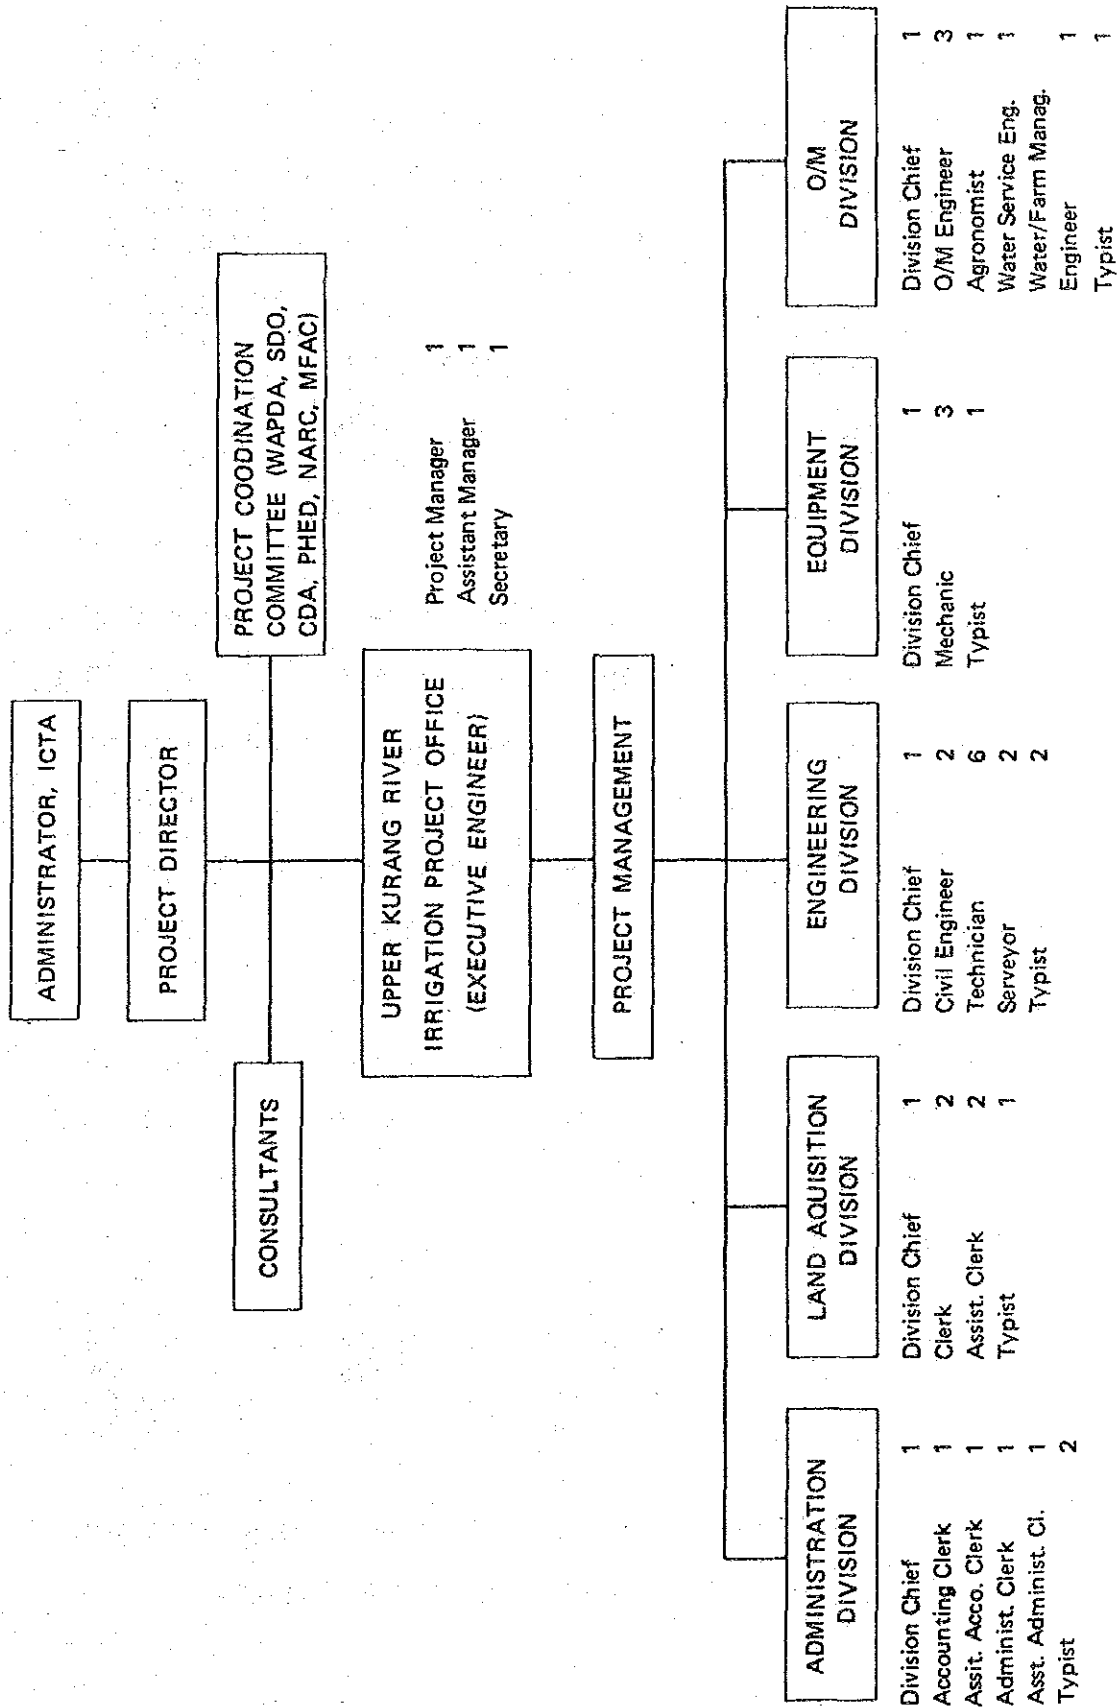 ADMINISTRATOR, ICTA
PROJECT DIRECTOR
CONSULTANTS
PROJECT COODINATION
COMMITTEE (WAPDA, SDO,
CDA, PHED, NARC, MFAC)
UPPER KURANG RIVER
IRRIGATION PROJECT OFFICE
(EXECUTIVE ENGINEER)
Project Manager 1
Assistant Manager 1
Secretary 1
PROJECT MANAGEMENT
ADMINISTRATION
DIVISION
Division Chief 1
Accounting Clerk 1
Assit. Acco. Clerk 1
Administ. Clerk 1
Asst. Administ. Cl. 1
Typist 2
LAND AQUISITION
DIVISION
Division Chief 1
Clerk 2
Assist. Clerk 2
Typist 1
ENGINEERING
DIVISION
Division Chief 1
Civil Engineer 2
Technician 6
Serveyor 2
Typist 2
EQUIPMENT
DIVISION
Division Chief 1
Mechanic 3
Typist 1
O/M
DIVISION
Division Chief 1
O/M Engineer 3
Agronomist 1
Water Service Eng. 1
Water/Farm Manag.
Engineer 1
Typist 1